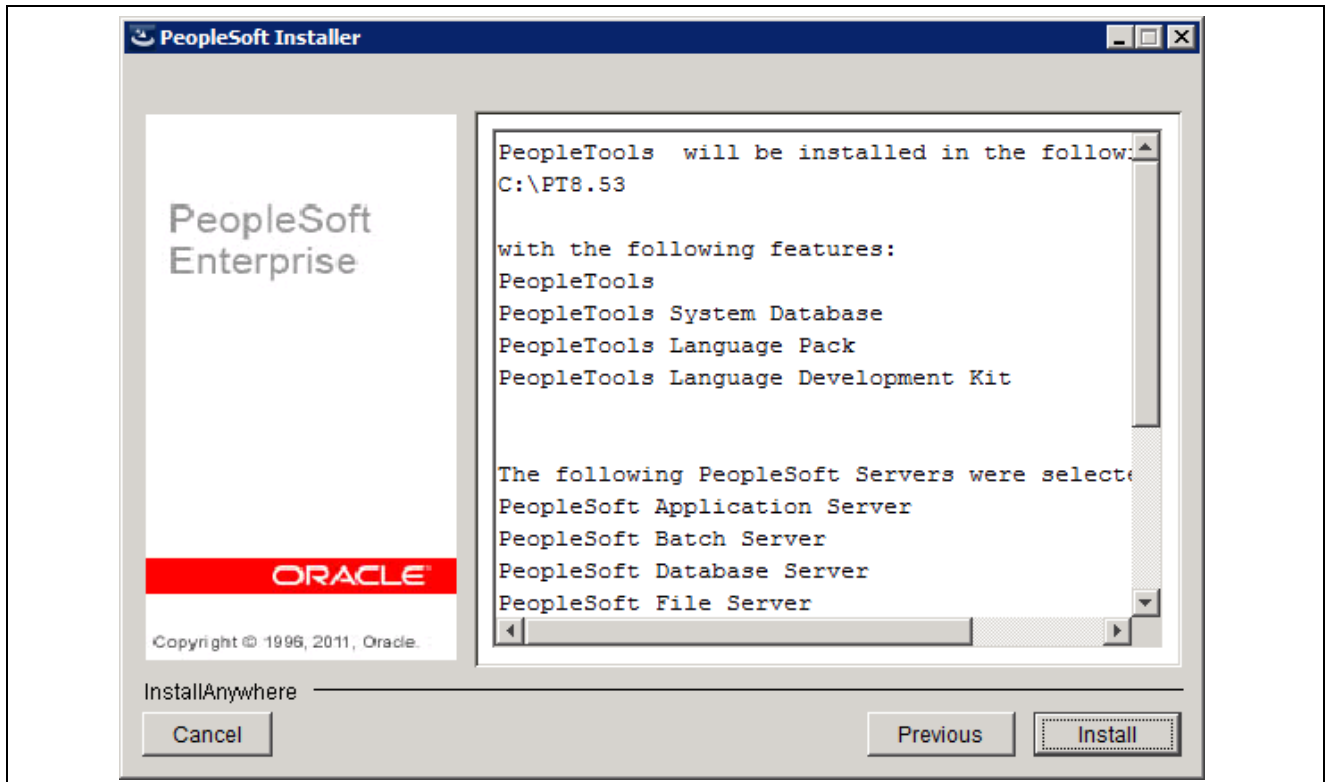 PeopleSoft Installer
PeopleSoft
Enterprise
ORACLE
Copyright © 1996, 2011, Oracle.
PeopleTools  will be installed in the
C:\PT8.53
with the following features:
PeopleTools
PeopleTools System Database
PeopleTools Language Pack
PeopleTools Language Development Kit
The following PeopleSoft Servers were
PeopleSoft Application Server
PeopleSoft Batch Server
PeopleSoft Database Server
PeopleSoft File Server
InstallAnywhere
Cancel
Previous
Install